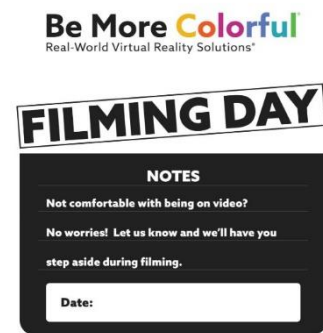 Be More Colorful
Real-World Virtual Reality Solutions®
FILMING DAY
NOTES
Not comfortable with being on video?
No worries! Let us know and we'll have you
step aside during filming.
Date: